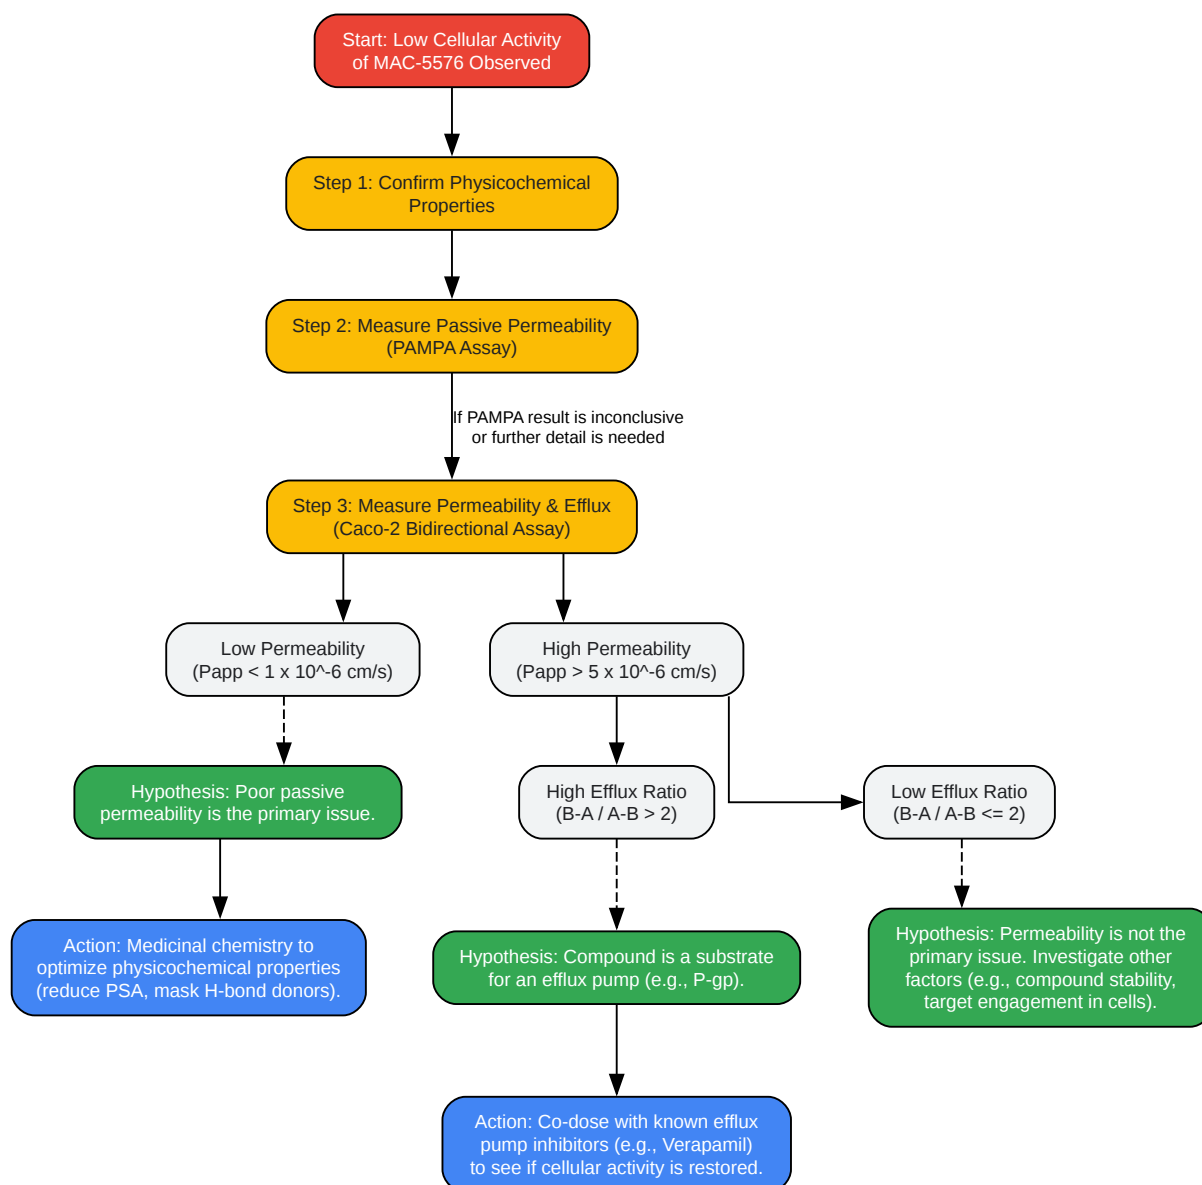 Start: Low Cellular Activity
of MAC-5576 Observed
Step 1: Confirm Physicochemical
Properties
Step 2: Measure Passive Permeability
(PAMPA Assay)
If PAMPA result is inconclusive
or further detail is needed
Step 3: Measure Permeability & Efflux
(Caco-2 Bidirectional Assay)
Low Permeability
(Papp < 1 x 10^-6 cm/s)
High Permeability
(Papp > 5 x 10^-6 cm/s)
Hypothesis: Poor passive
permeability is the primary issue.
High Efflux Ratio
(B-A / A-B > 2)
Low Efflux Ratio
(B-A / A-B <= 2)
Action: Medicinal chemistry to
optimize physicochemical properties
(reduce PSA, mask H-bond donors).
Hypothesis: Compound is a substrate
for an efflux pump (e.g., P-gp).
Hypothesis: Permeability is not the
primary issue. Investigate other
factors (e.g., compound stability,
target engagement in cells).
Action: Co-dose with known efflux
pump inhibitors (e.g., Verapamil)
to see if cellular activity is restored.